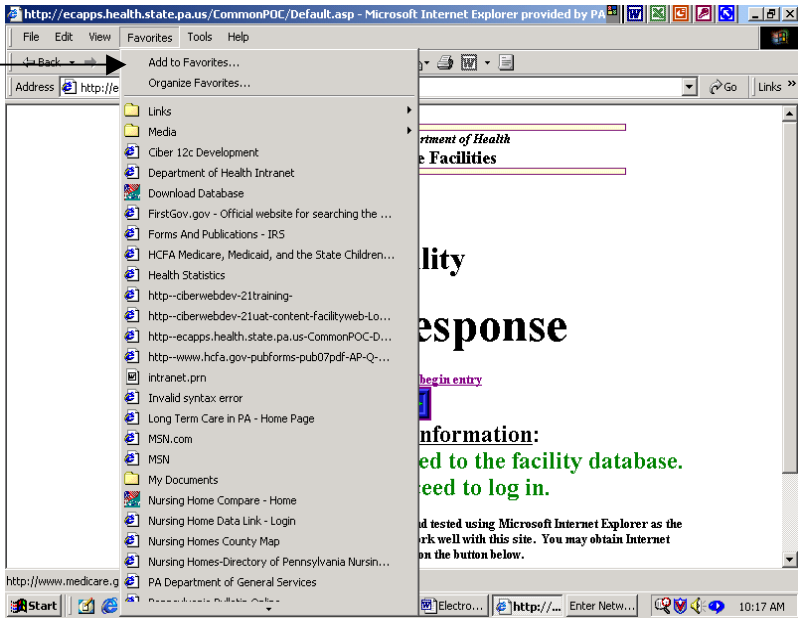 http://ecapps.health.state.pa.us/CommonPOC/Default.asp - Microsoft Internet Explorer provided by PA
File Edit View Favorites Tools Help
Back
Address http://e
Go Links »
Add to Favorites...
Organize Favorites...
Links
Media
Ciber 12c Development
Department of Health Intranet
Download Database
FirstGov.gov - Official website for searching the ...
Forms And Publications - IRS
HCFA Medicare, Medicaid, and the State Children...
Health Statistics
http--ciberwebdev-21training-
http--ciberwebdev-21uat-content-facilityweb-Lo...
http--ecapps.health.state.pa.us-CommonPOC-D...
http--www.hcfa.gov-pubforms-pub07pdf-AP-Q-...
intranet.prn
Invalid syntax error
Long Term Care in PA - Home Page
MSN.com
MSN
My Documents
Nursing Home Compare - Home
Nursing Home Data Link - Login
Nursing Homes County Map
Nursing Homes-Directory of Pennsylvania Nursin...
PA Department of General Services
Pennsylvania Bulletin Online
rtment of Health
e Facilities
lity
esponse
begin entry
nformation:
ed to the facility database.
ceed to log in.
d tested using Microsoft Internet Explorer as the
rk well with this site. You may obtain Internet
on the button below.
http://www.medicare.g
Start Electro... http://... Enter Netw... 10:17 AM